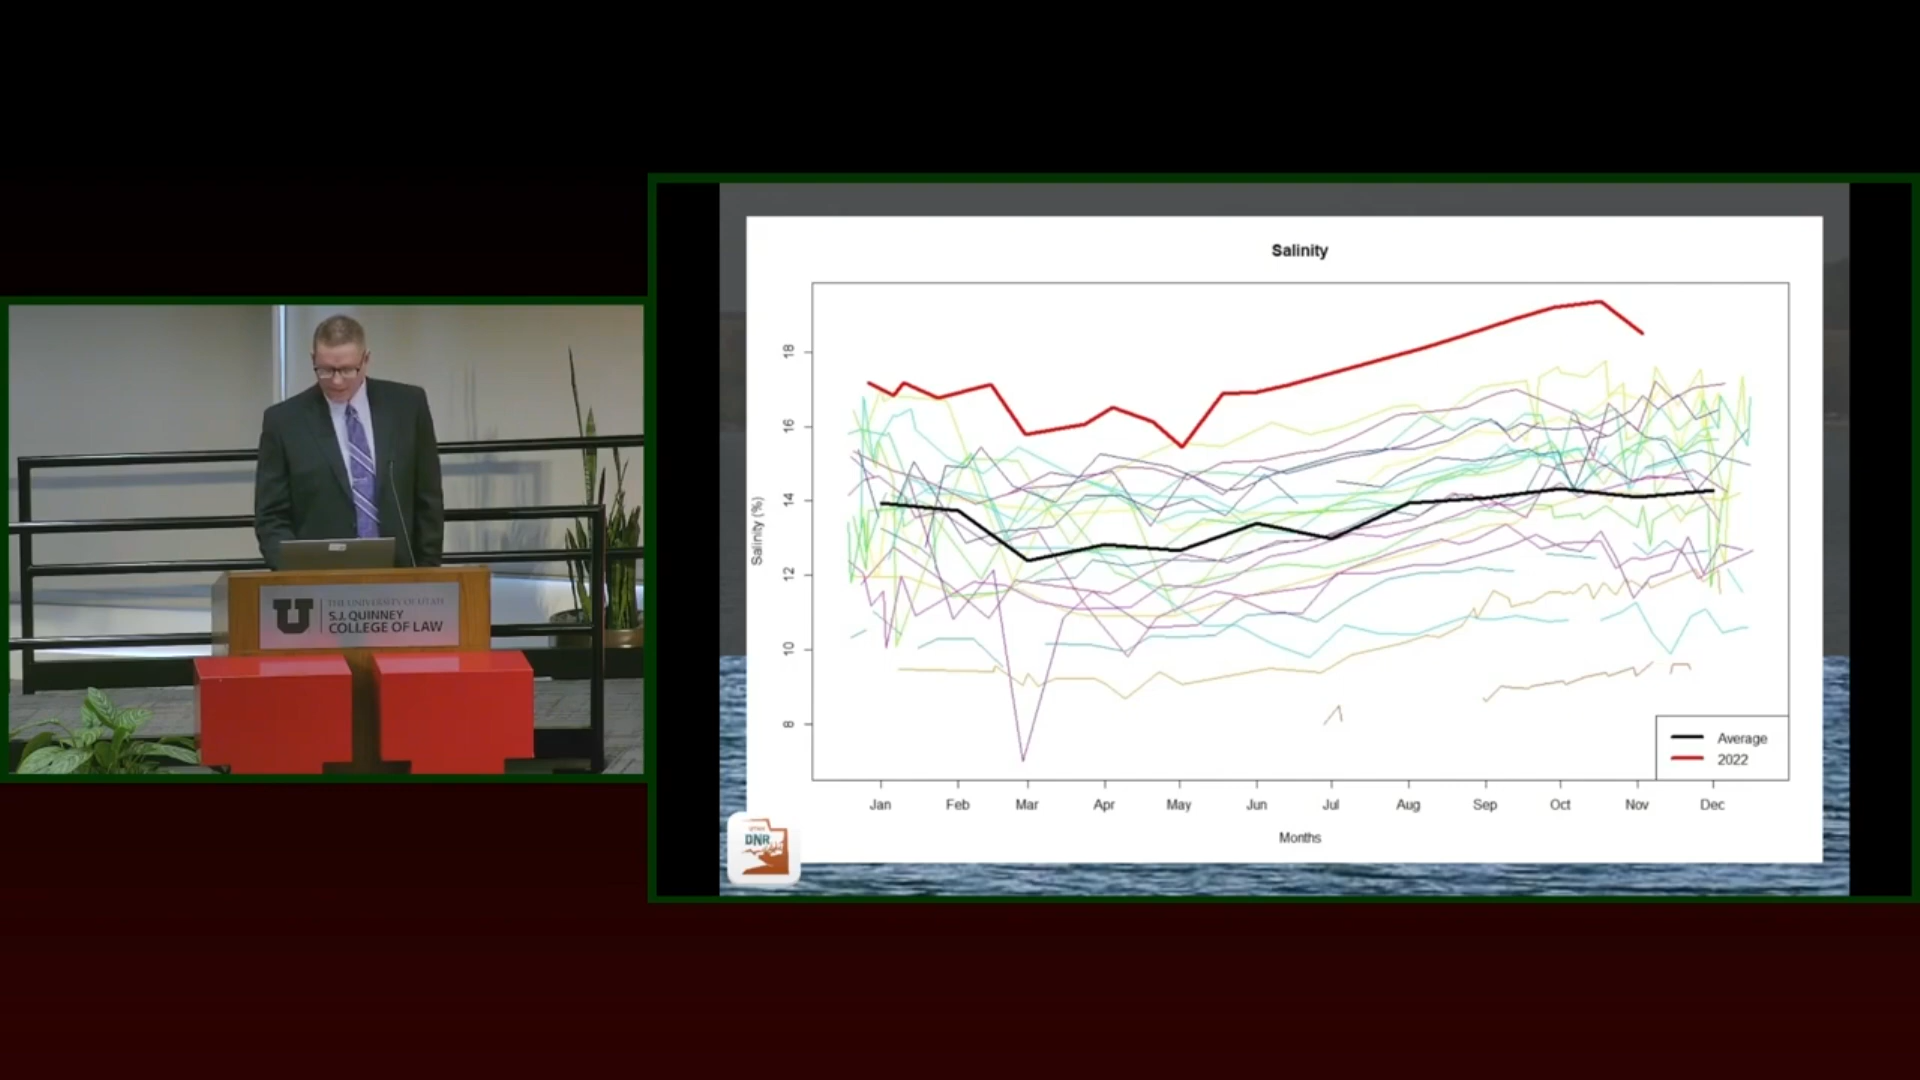 THE UNIVERSITY OF UTAH
S.J. QUINNEY
COLLEGE OF LAW
Salinity
Salinity (%)
18
16
14
12
10
8
Average
2022
Jan Feb Mar Apr May Jun Jul Aug Sep Oct Nov Dec
Months
UTAH
DNR